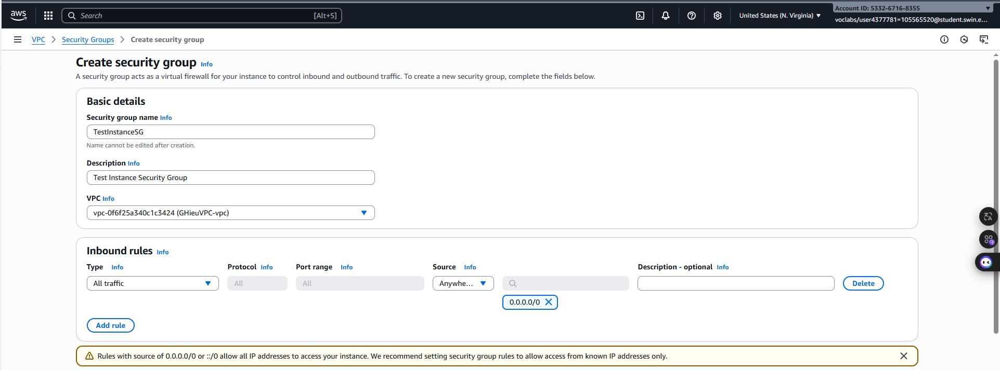 aws
Search [Alt+S]
United States (N. Virginia)
Account ID: 5332-6716-8355
voclabs/user4377781=105565520@student.swin.e...
VPC > Security Groups > Create security group
Create security group Info
A security group acts as a virtual firewall for your instance to control inbound and outbound traffic. To create a new security group, complete the fields below.
Basic details
Security group name Info
TestInstanceSG
Name cannot be edited after creation.
Description Info
Test Instance Security Group
VPC Info
vpc-0f6f25a340c1c3424 (GHieuVPC-vpc)
Inbound rules Info
Type Info Protocol Info Port range Info Source Info Description - optional Info
All traffic All All Anywhe... Delete
0.0.0.0/0
Add rule
Rules with source of 0.0.0.0/0 or ::/0 allow all IP addresses to access your instance. We recommend setting security group rules to allow access from known IP addresses only.